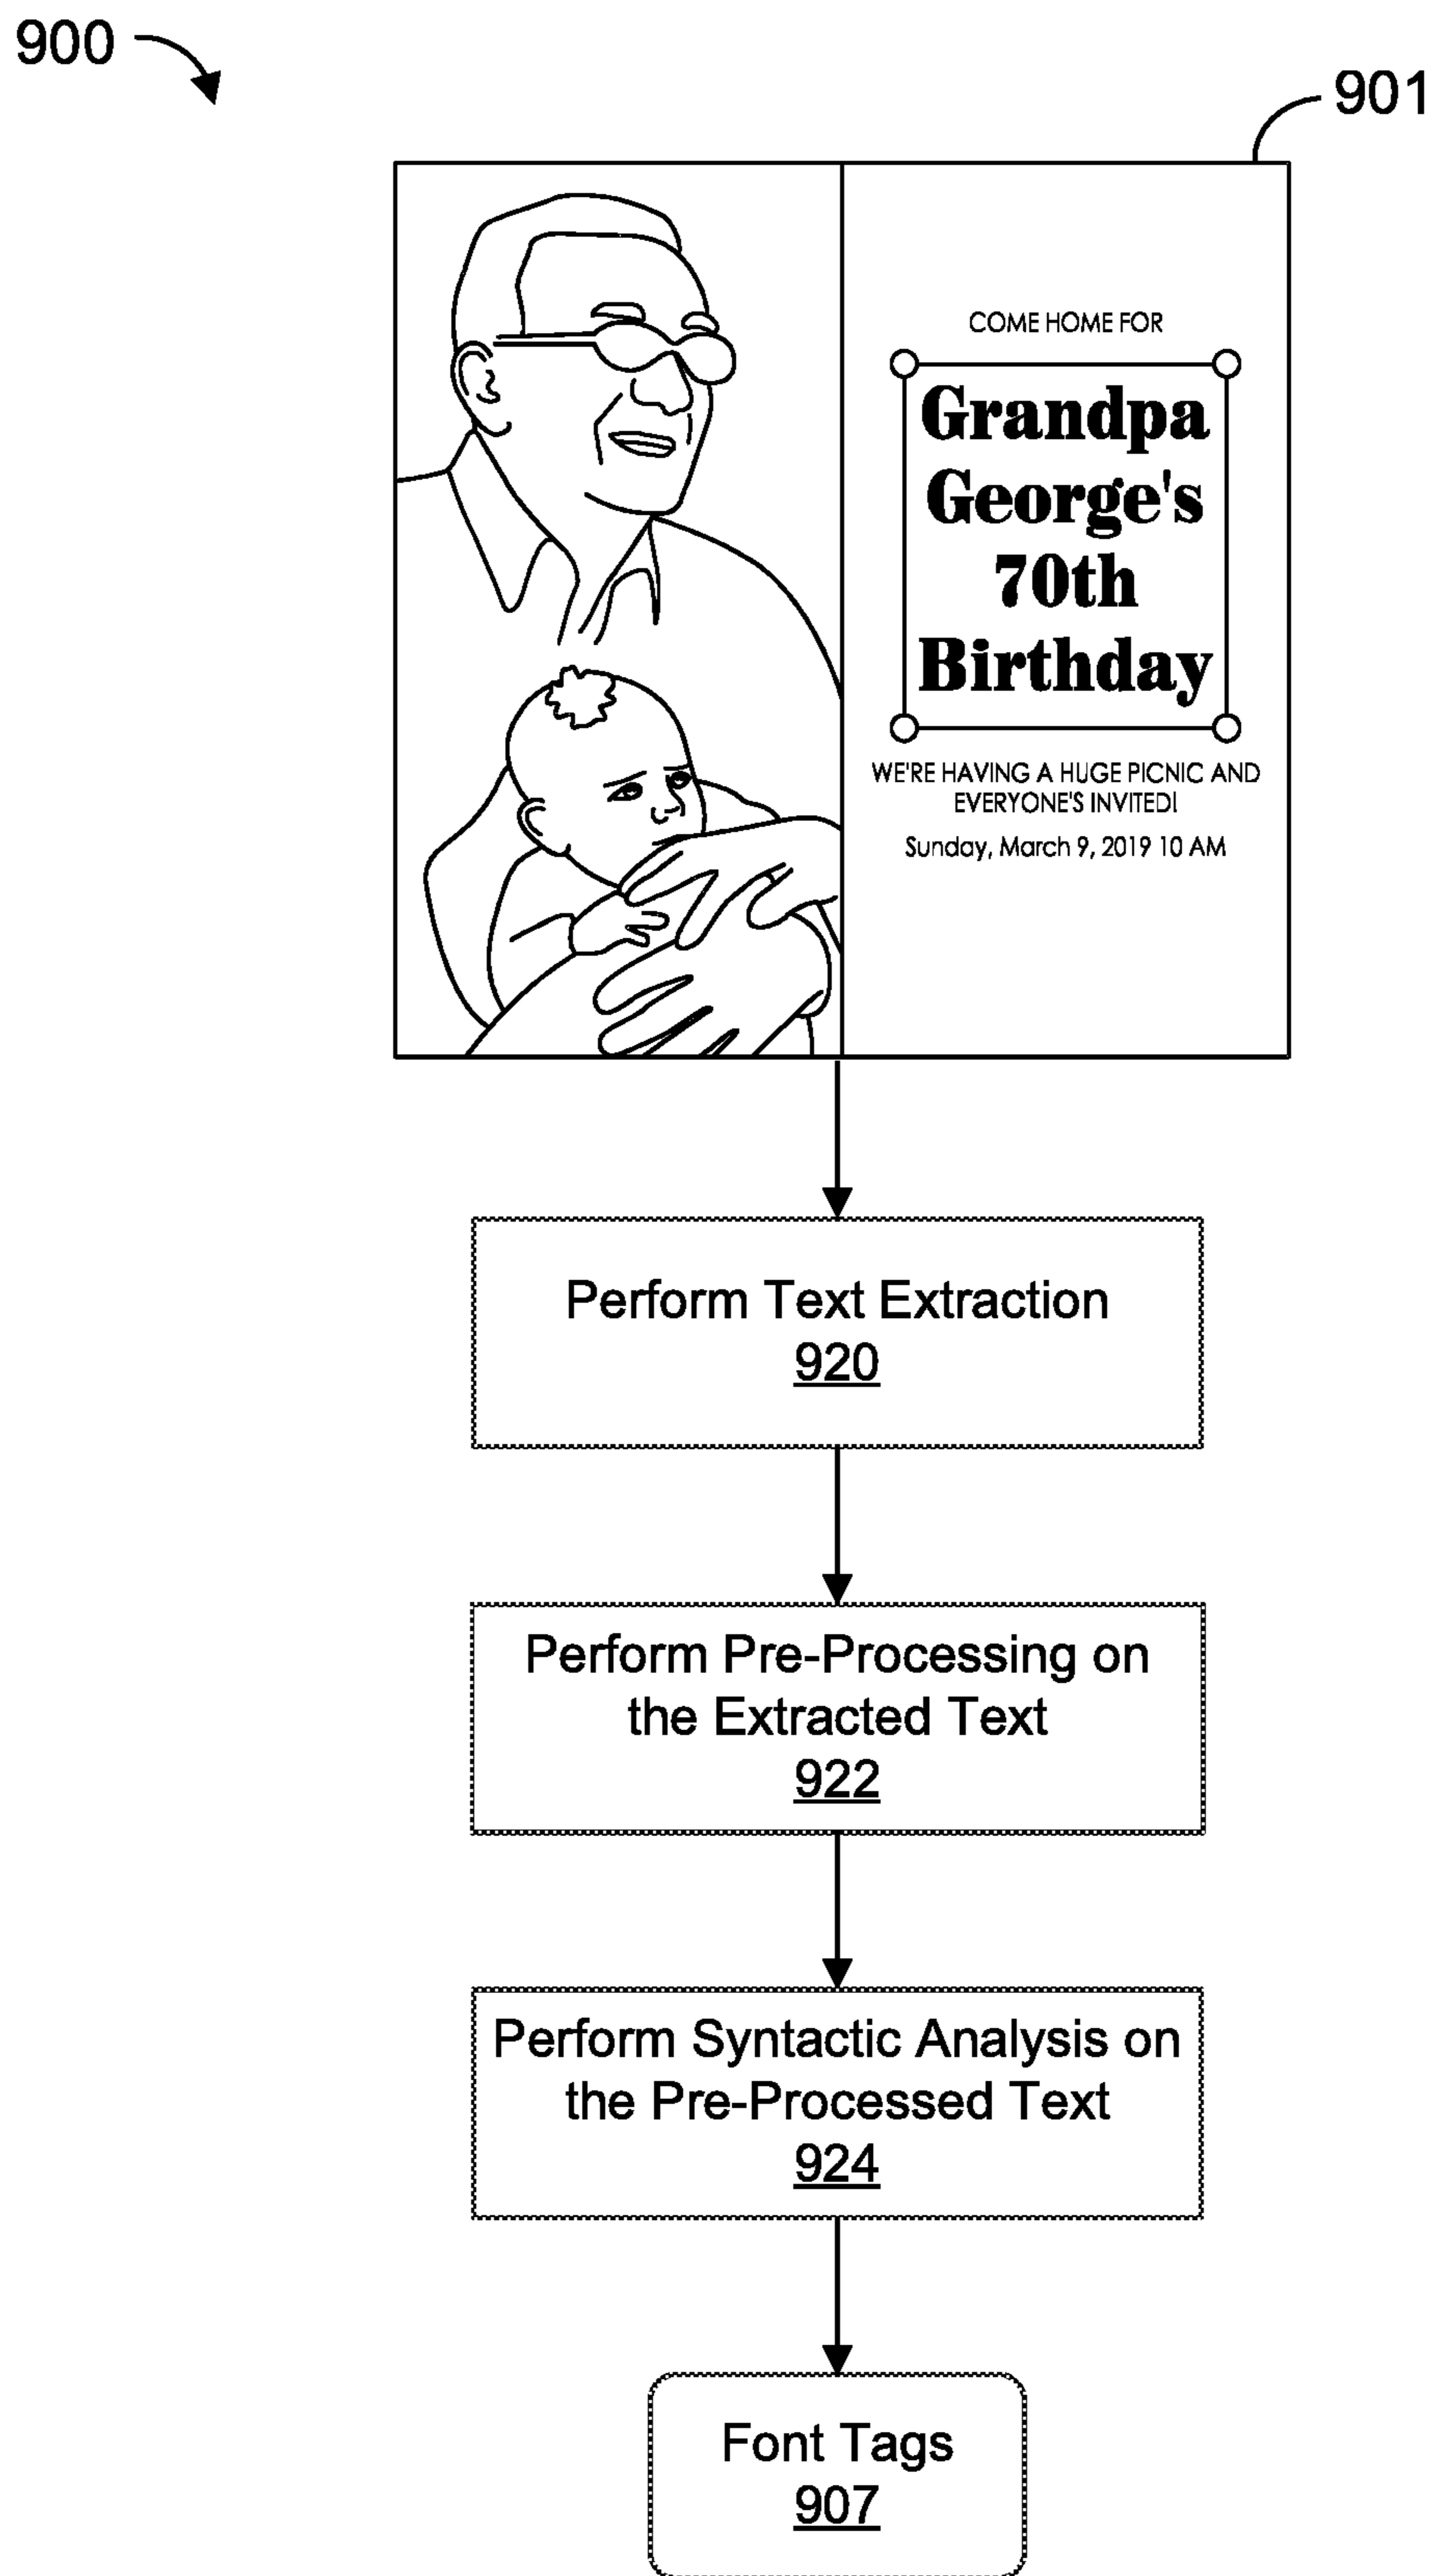 900
901
COME HOME FOR
Grandpa
George's
70th
Birthday
WE'RE HAVING A HUGE PICNIC AND
EVERYONE'S INVITED!
Sunday, March 9, 2019 10 AM
Perform Text Extraction
920
Perform Pre-Processing on
the Extracted Text
922
Perform Syntactic Analysis on
the Pre-Processed Text
924
Font Tags
907